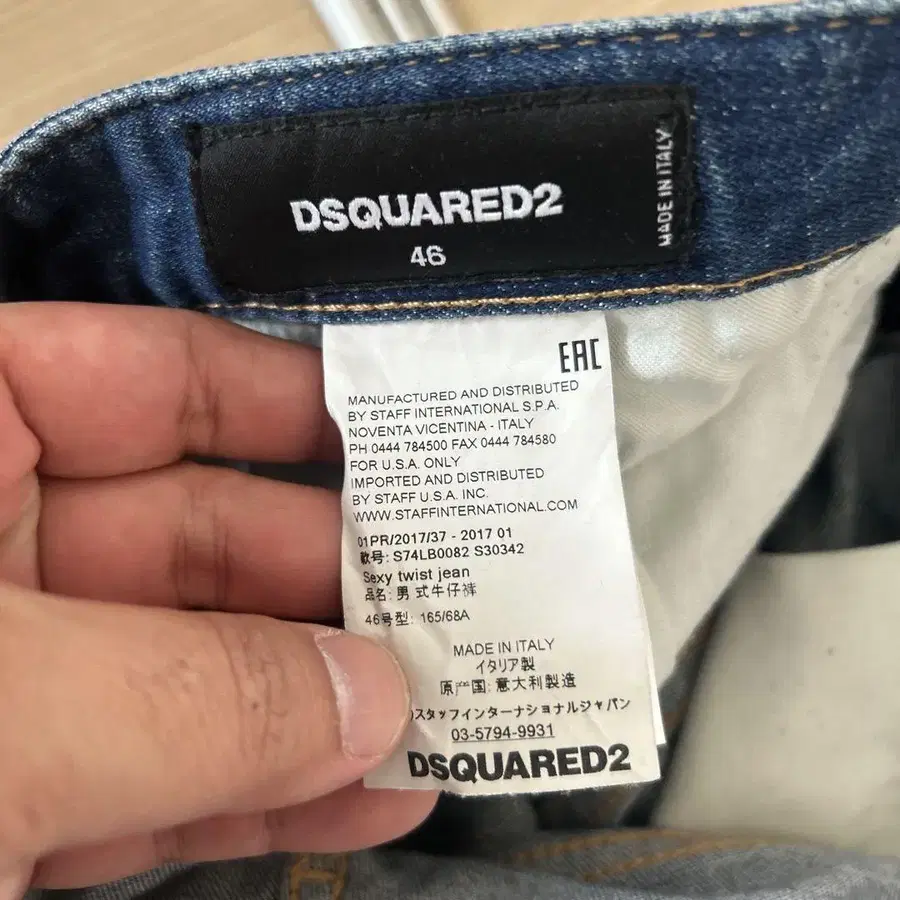 DSQUARED2
46
MADE IN ITALY
EAC
MANUFACTURED AND DISTRIBUTED
BY STAFF INTERNATIONAL S.P.A.
NOVENTA VICENTINA - ITALY
PH 0444 784500 FAX 0444 784580
FOR U.S.A. ONLY
IMPORTED AND DISTRIBUTED
BY STAFF U.S.A. INC.
WWW.STAFFINTERNATIONAL.COM
01PR/2017/37 - 2017 01
款号: S74LB0082 S30342
Sexy twist jean
品名: 男 式牛仔裤
46号型: 165/68A
MADE IN ITALY
イタリア製
原产国: 意大利製造
)スタッフインターナショナルジャパン
03-5794-9931
DSQUARED2